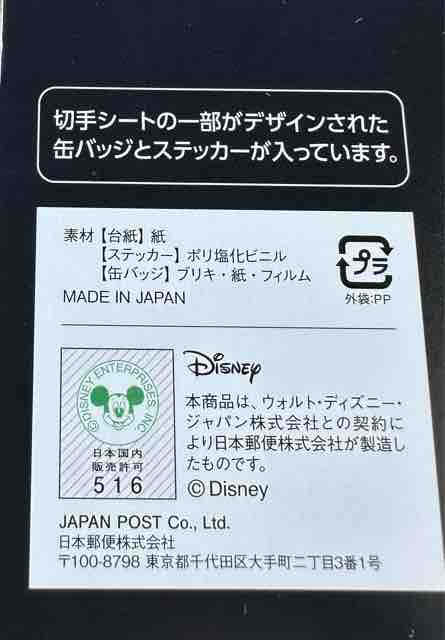 切手シートの一部がデザインされた
缶バッジとステッカーが入っています。
素材【台紙】紙
【ステッカー】ポリ塩化ビニル
【缶バッジ】ブリキ・紙・フィルム
MADE IN JAPAN
プラ
外袋:PP
©DISNEY ENTERPRISES INC
日本国内
販売許可
516
Disney
本商品は、ウォルト・ディズニー・
ジャパン株式会社との契約に
より日本郵便株式会社が製造し
たものです。
©Disney
JAPAN POST Co., Ltd.
日本郵便株式会社
〒100-8798 東京都千代田区大手町二丁目3番1号